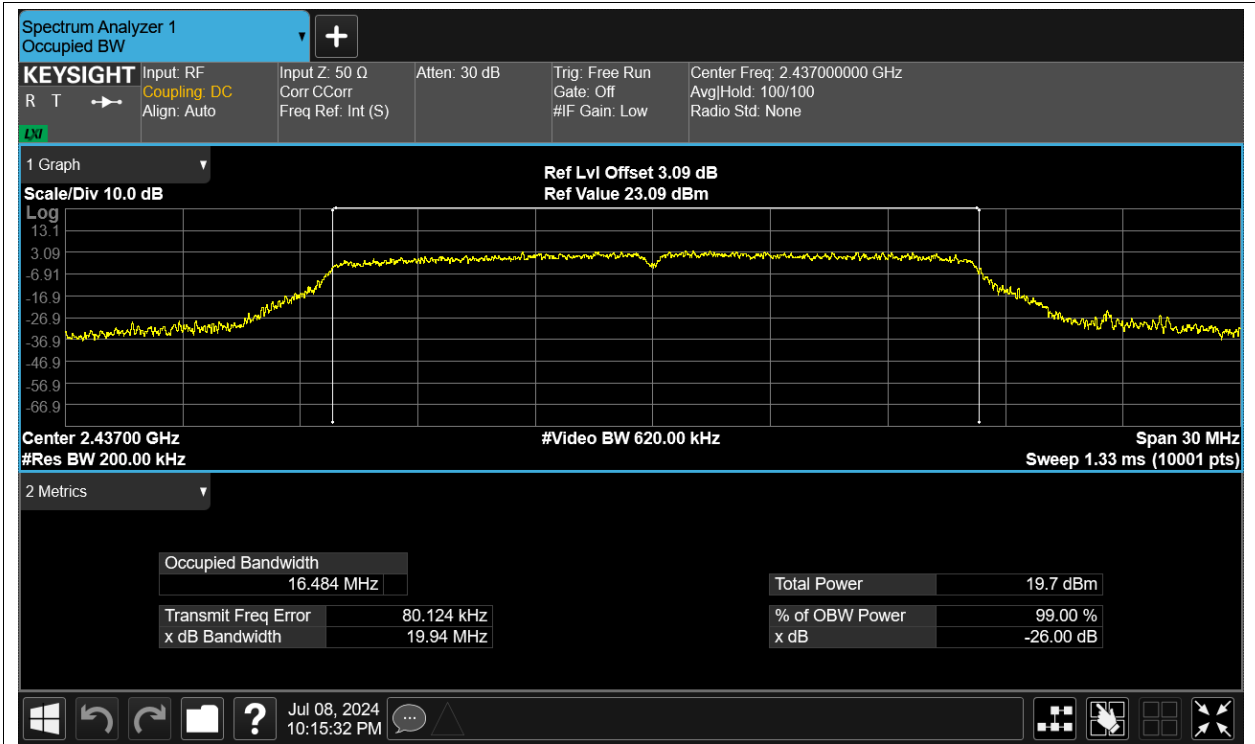 Spectrum Analyzer 1
Occupied BW
KEYSIGHT
R T
LXI
Input: RF
Coupling: DC
Align: Auto
Input Z: 50 Ω
Corr CCorr
Freq Ref: Int (S)
Atten: 30 dB
Trig: Free Run
Gate: Off
#IF Gain: Low
Center Freq: 2.437000000 GHz
Avg|Hold: 100/100
Radio Std: None
1 Graph
Ref Lvl Offset 3.09 dB
Scale/Div 10.0 dB
Ref Value 23.09 dBm
Log
13.1
3.09
-6.91
-16.9
-26.9
-36.9
-46.9
-56.9
-66.9
Center 2.43700 GHz
#Video BW 620.00 kHz
Span 30 MHz
#Res BW 200.00 kHz
Sweep 1.33 ms (10001 pts)
2 Metrics
Occupied Bandwidth
16.484 MHz
Total Power 19.7 dBm
Transmit Freq Error 80.124 kHz
% of OBW Power 99.00 %
x dB Bandwidth 19.94 MHz
x dB -26.00 dB
?
Jul 08, 2024
10:15:32 PM